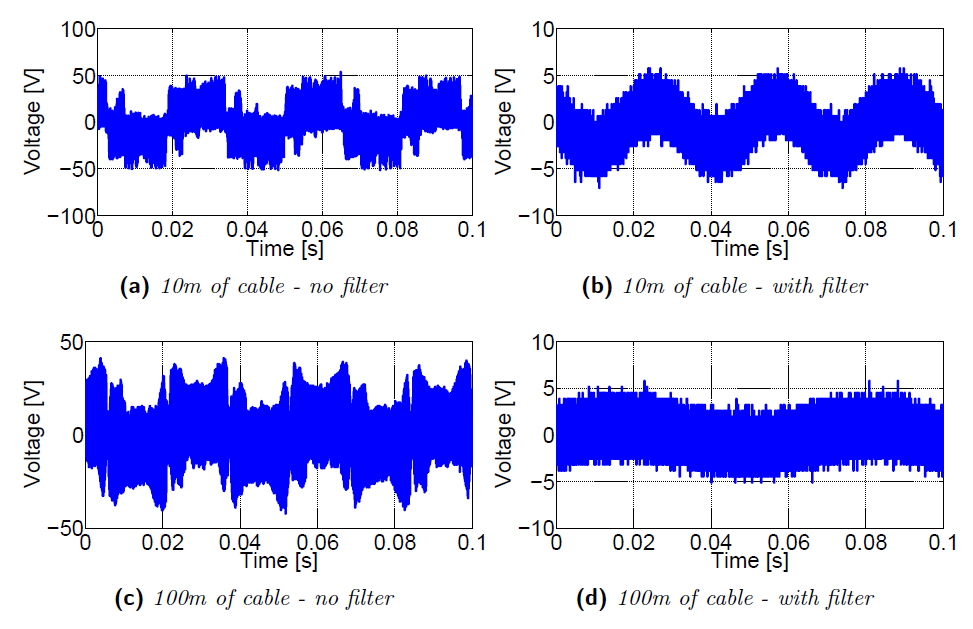 100
50
0
−50
−100
Voltage [V]
0 0.02 0.04 0.06 0.08 0.1
Time [s]
(a) 10m of cable - no filter
10
5
0
−5
−10
Voltage [V]
0 0.02 0.04 0.06 0.08 0.1
Time [s]
(b) 10m of cable - with filter
50
0
−50
Voltage [V]
0 0.02 0.04 0.06 0.08 0.1
Time [s]
(c) 100m of cable - no filter
10
5
0
−5
−10
Voltage [V]
0 0.02 0.04 0.06 0.08 0.1
Time [s]
(d) 100m of cable - with filter